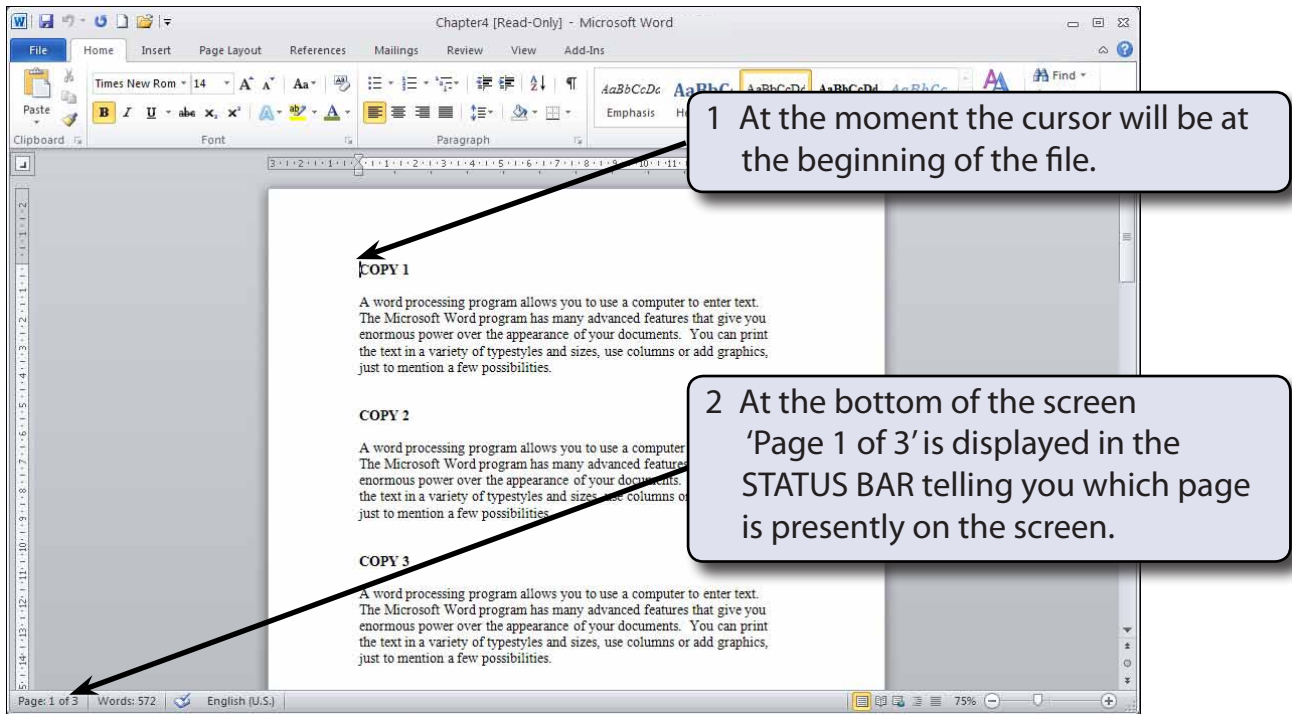 Chapter4 [Read-Only] - Microsoft Word
File Home Insert Page Layout References Mailings Review View Add-Ins
Times New Rom 14 A A Aa Find
Paste B I U abe x, x² A A AaBbCcDc AaBbC AaBbCcDd AaBbCcDd AaBbCc
Emphasis
Clipboard Font Paragraph
1 At the moment the cursor will be at
the beginning of the file.
COPY 1
A word processing program allows you to use a computer to enter text.
The Microsoft Word program has many advanced features that give you
enormous power over the appearance of your documents. You can print
the text in a variety of typestyles and sizes, use columns or add graphics,
just to mention a few possibilities.
2 At the bottom of the screen
'Page 1 of 3' is displayed in the
STATUS BAR telling you which page
is presently on the screen.
COPY 2
A word processing program allows you to use a computer
The Microsoft Word program has many advanced features
enormous power over the appearance of your documents.
the text in a variety of typestyles and sizes, use columns or
just to mention a few possibilities.
COPY 3
A word processing program allows you to use a computer to enter text.
The Microsoft Word program has many advanced features that give you
enormous power over the appearance of your documents. You can print
the text in a variety of typestyles and sizes, use columns or add graphics,
just to mention a few possibilities.
Page: 1 of 3 Words: 572 English (U.S.) 75%